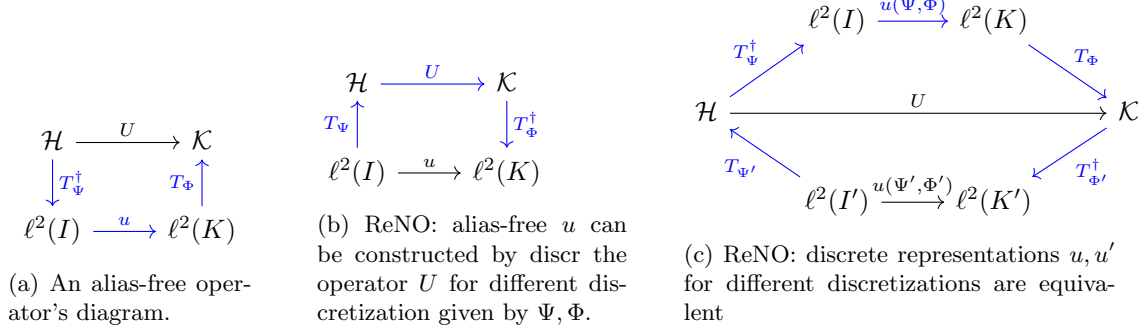 ℓ²(I) u(Ψ,Φ) ℓ²(K)
T_Ψ^† T_Φ
H U K
T_Ψ′ T_Φ′^†
ℓ²(I′) u(Ψ′,Φ′) ℓ²(K′)
H U K
T_Ψ T_Φ^†
ℓ²(I) u ℓ²(K)
H U K
T_Ψ^† T_Φ
ℓ²(I) u ℓ²(K)
(a) An alias-free oper-
ator's diagram.
(b) ReNO: alias-free u can
be constructed by discr the
operator U for different dis-
cretization given by Ψ, Φ.
(c) ReNO: discrete representations u, u′
for different discretizations are equiva-
lent